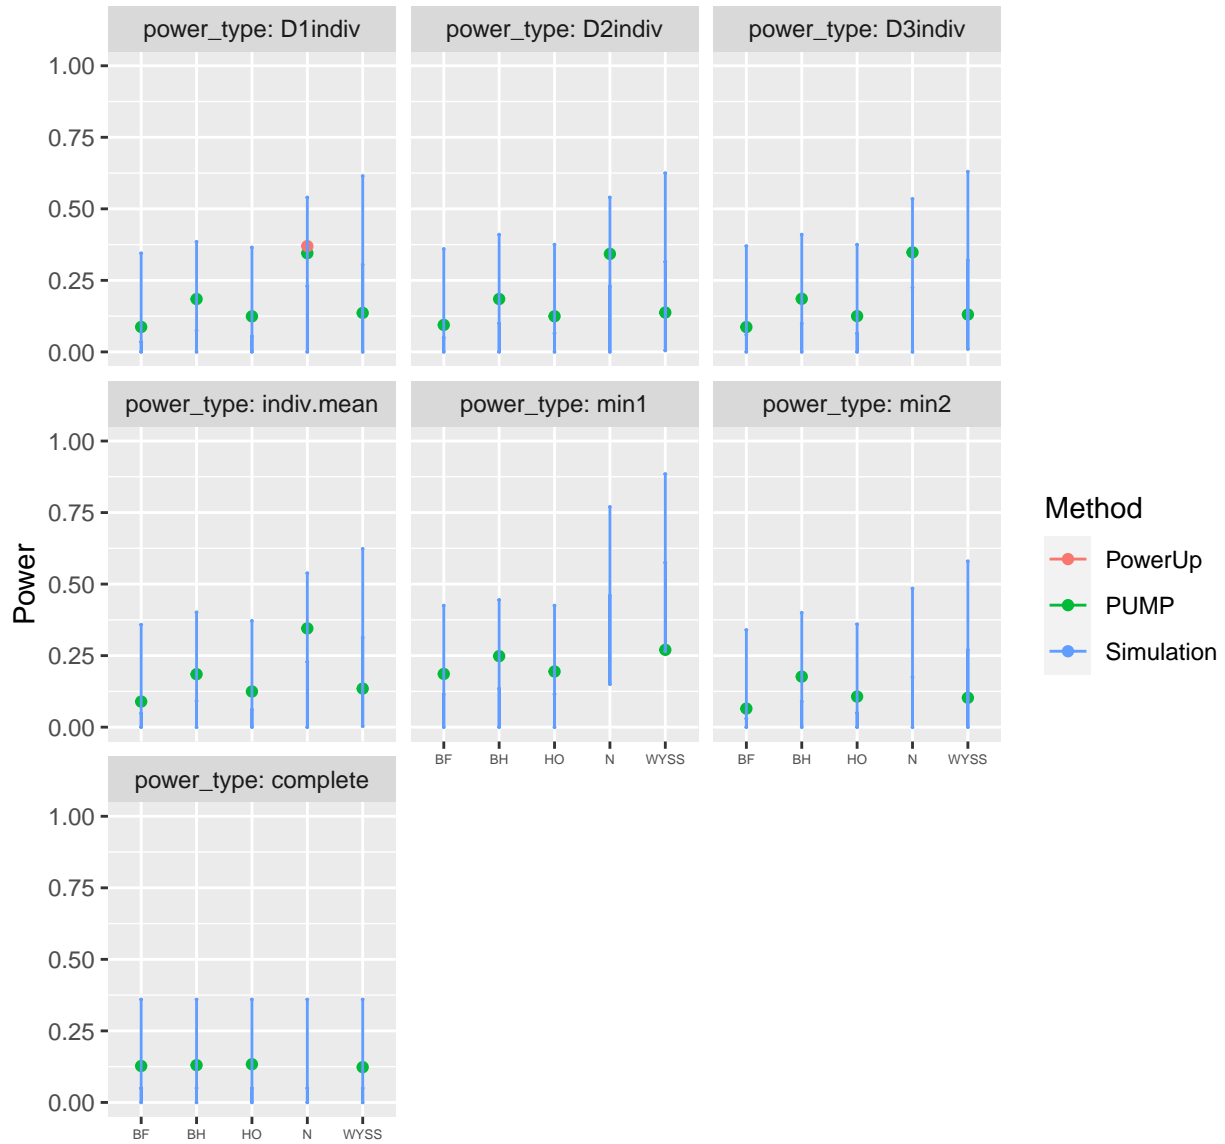 power_type: D1indiv power_type: D2indiv power_type: D3indiv
1.00
0.75
0.50
0.25
0.00
power_type: indiv.mean power_type: min1 power_type: min2
1.00
0.75
0.50
0.25
0.00
BF BH HO N WYSS BF BH HO N WYSS
power_type: complete
1.00
0.75
0.50
0.25
0.00
BF BH HO N WYSS
Power
Method
PowerUp
PUMP
Simulation